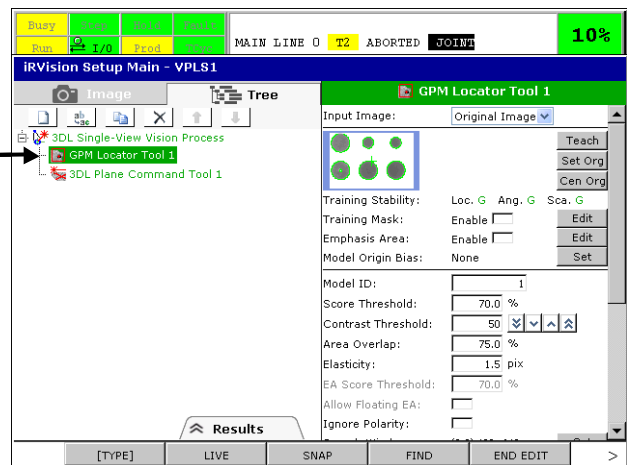 Busy Step Hold Fault
Run I/O Prod TCyc
MAIN LINE 0 T2 ABORTED JOINT
10%
iRVision Setup Main - VPLS1
Image Tree
3DL Single-View Vision Process
GPM Locator Tool 1
3DL Plane Command Tool 1
Results
GPM Locator Tool 1
Input Image: Original Image
Teach
Set Org
Cen Org
Training Stability: Loc. G Ang. G Sca. G
Training Mask: Enable Edit
Emphasis Area: Enable Edit
Model Origin Bias: None Set
Model ID: 1
Score Threshold: 70.0 %
Contrast Threshold: 50
Area Overlap: 75.0 %
Elasticity: 1.5 pix
EA Score Threshold: 70.0 %
Allow Floating EA:
Ignore Polarity:
[TYPE] LIVE SNAP FIND END EDIT >